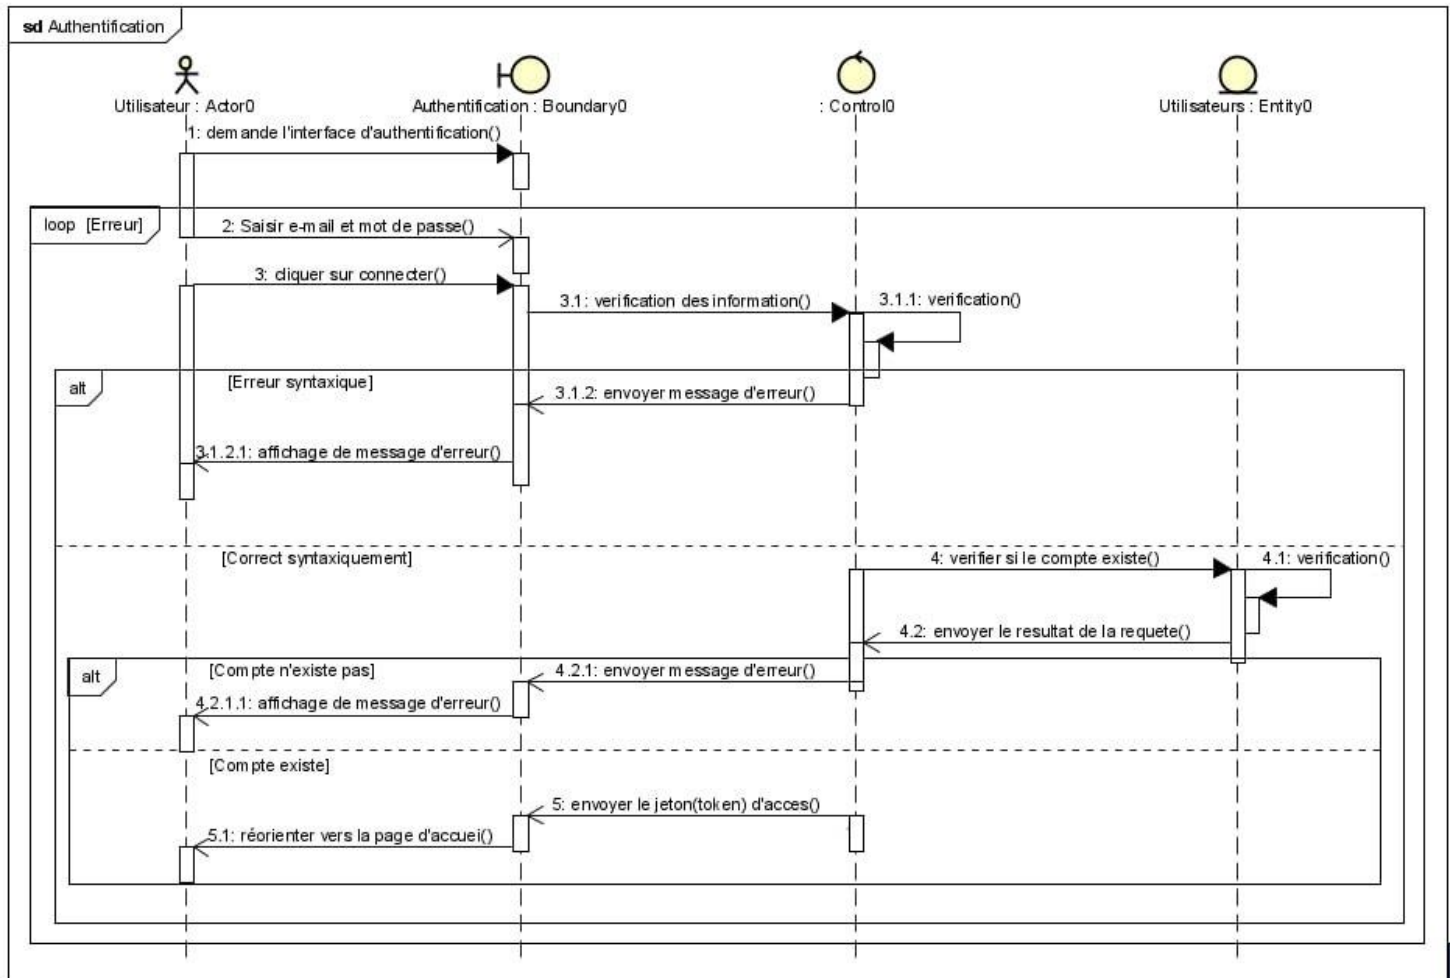 sd Authentification
Utilisateur : Actor0
Authentification : Boundary0
: Control0
Utilisateurs : Entity0
1: demande l'interface d'authentification()
loop [Erreur]
2: Saisir e-mail et mot de passe()
3: cliquer sur connecter()
3.1: verification des information()
3.1.1: verification()
alt
[Erreur syntaxique]
3.1.2: envoyer message d'erreur()
3.1.2.1: affichage de message d'erreur()
[Correct syntaxiquement]
4: verifier si le compte existe()
4.1: verification()
4.2: envoyer le resultat de la requete()
alt
[Compte n'existe pas]
4.2.1: envoyer message d'erreur()
4.2.1.1: affichage de message d'erreur()
[Compte existe]
5: envoyer le jeton(token) d'acces()
5.1: réorienter vers la page d'accuei()